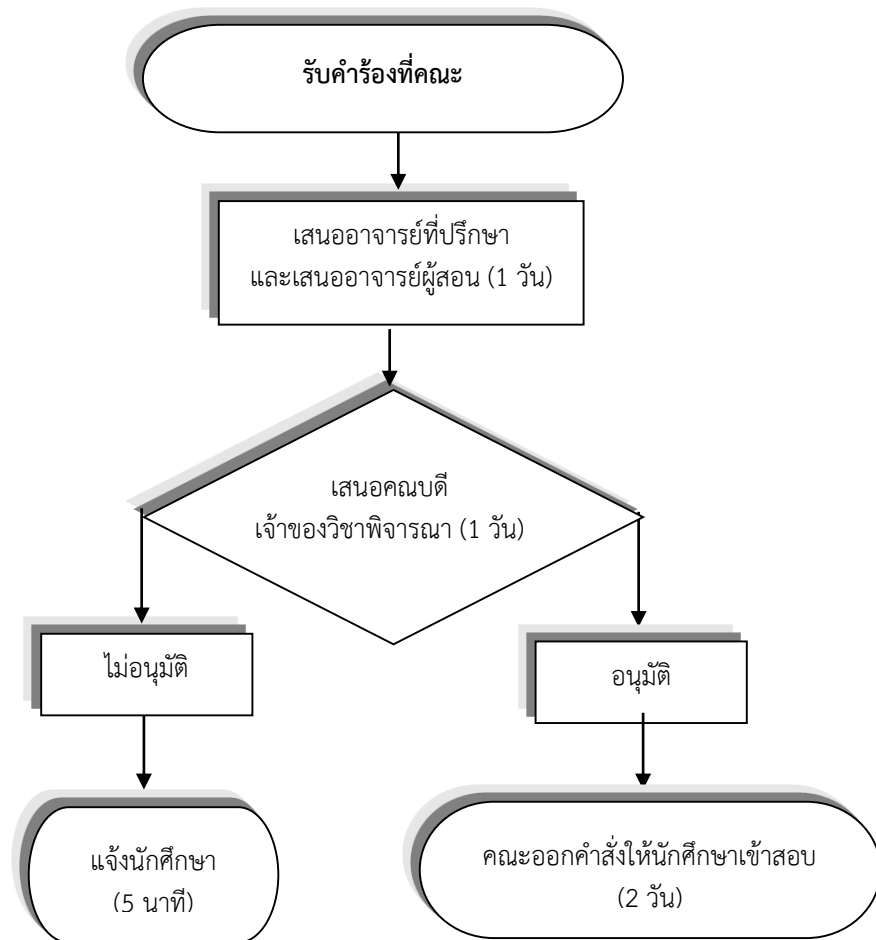 รับคำร้องที่คณะ
เสนออาจารย์ที่ปรึกษา
และเสนออาจารย์ผู้สอน (1 วัน)
เสนอคณบดี
เจ้าของวิชาพิจารณา (1 วัน)
ไม่อนุมัติ
อนุมัติ
แจ้งนักศึกษา
(5 นาที)
คณะออกคำสั่งให้นักศึกษาเข้าสอบ
(2 วัน)